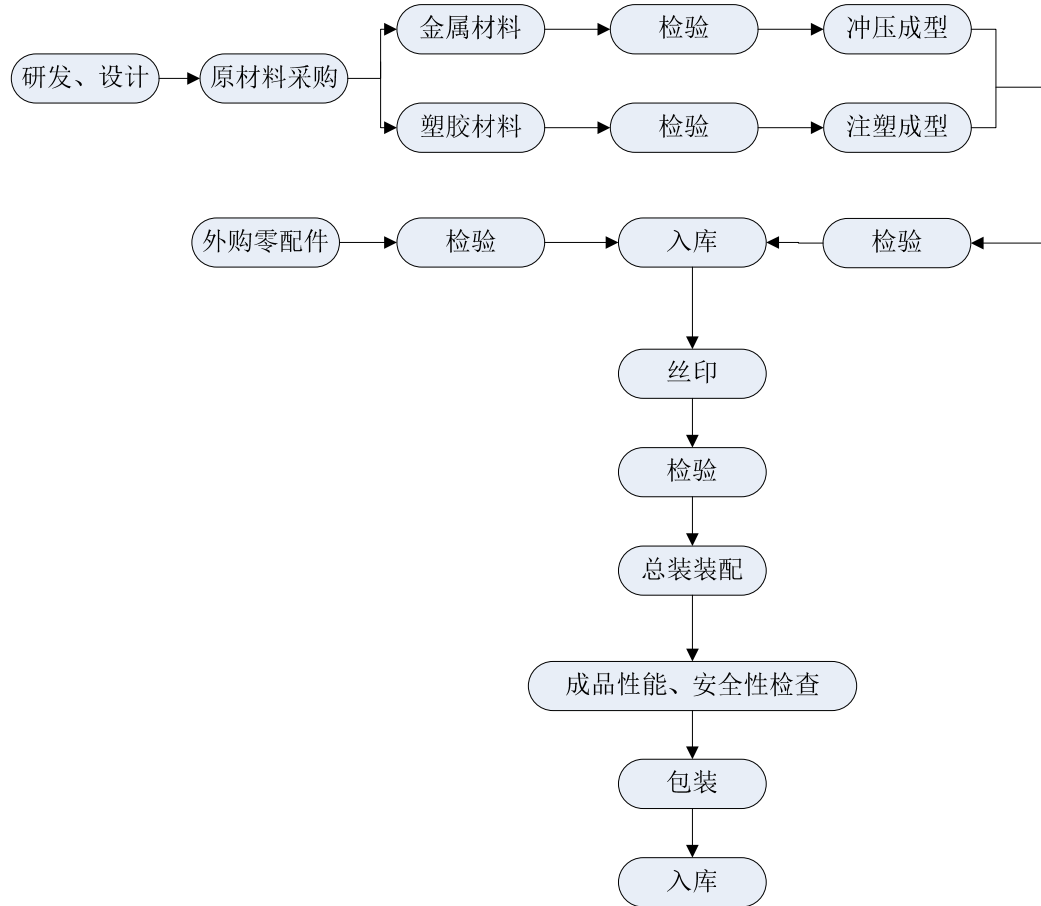 研发、设计
原材料采购
金属材料
检验
冲压成型
塑胶材料
检验
注塑成型
外购零配件
检验
入库
检验
丝印
检验
总装装配
成品性能、安全性检查
包装
入库